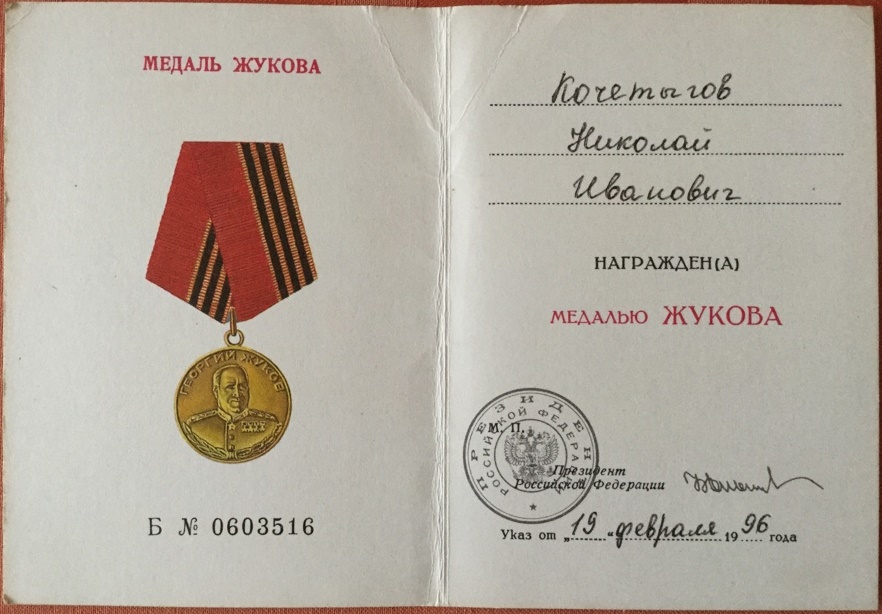 МЕДАЛЬ ЖУКОВА
ГЕОРГИЙ ЖУКОВ
Б № 0603516
Кочетыгов
Николай
Иванович
НАГРАЖДЕН(А)
МЕДАЛЬЮ ЖУКОВА
ПРЕЗИДЕНТ
РОССИЙСКОЙ ФЕДЕРАЦИИ
М. П.
Президент
Российской Федерации
Указ от „19 “ февраля 1996 года